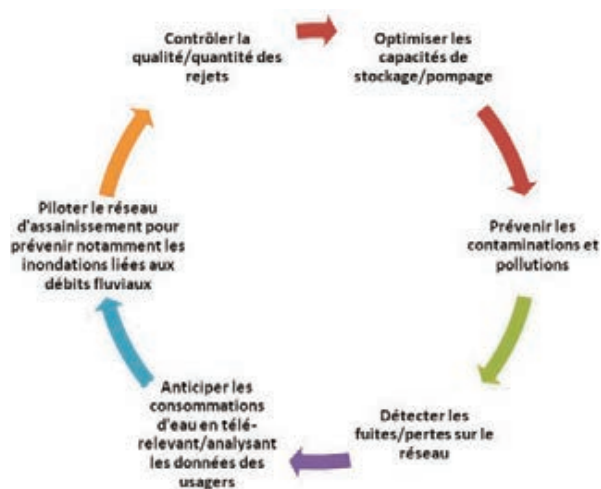 Contrôler la
qualité/quantité des
rejets
Optimiser les
capacités de
stockage/pompage
Prévenir les
contaminations et
pollutions
Détecter les
fuites/pertes sur le
réseau
Anticiper les
consommations
d'eau en télé-
relevant/analysant
les données des
usagers
Piloter le réseau
d'assainissement pour
prévenir notamment les
inondations liées aux
débits fluviaux